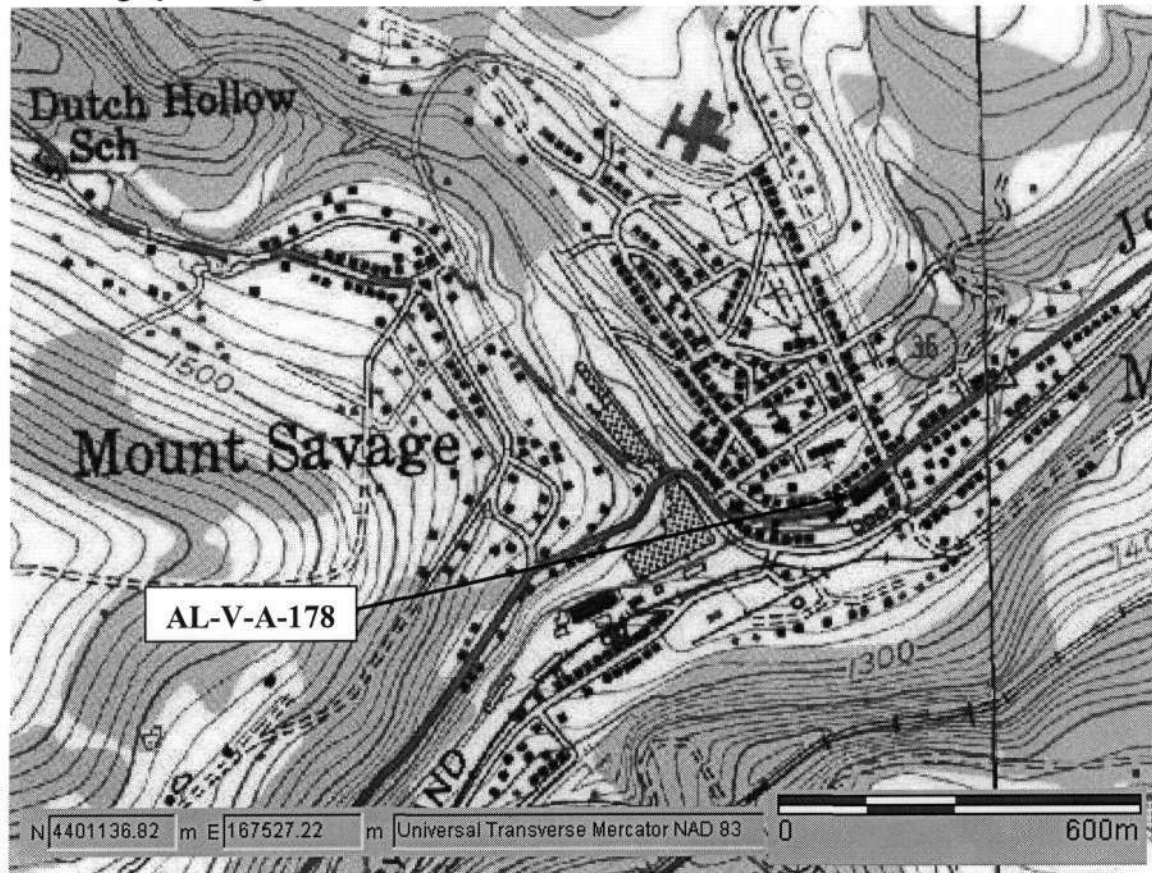 1400
Dutch Hollow
Sch
36
1500
Mount Savage
AL-V-A-178
1300
ND
N 4401136.82 m E 167527.22 m Universal Transverse Mercator NAD 83
0 600m